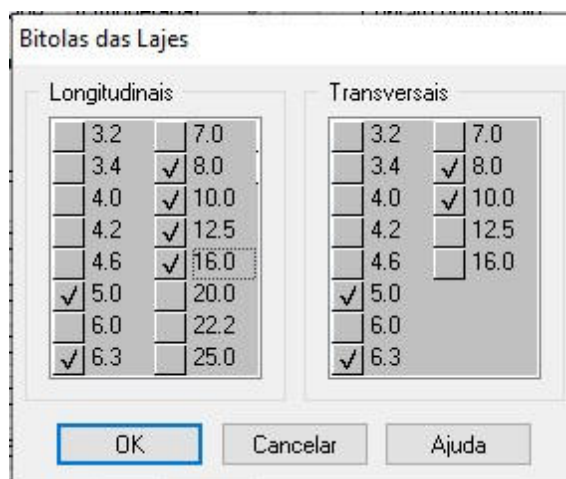 Bitolas das Lajes
Longitudinais
Transversais
3.2 7.0 3.2 7.0
3.4 8.0 3.4 8.0
4.0 10.0 4.0 10.0
4.2 12.5 4.2 12.5
4.6 16.0 4.6 16.0
5.0 20.0 5.0
6.0 22.2 6.0
6.3 25.0 6.3
OK Cancelar Ajuda